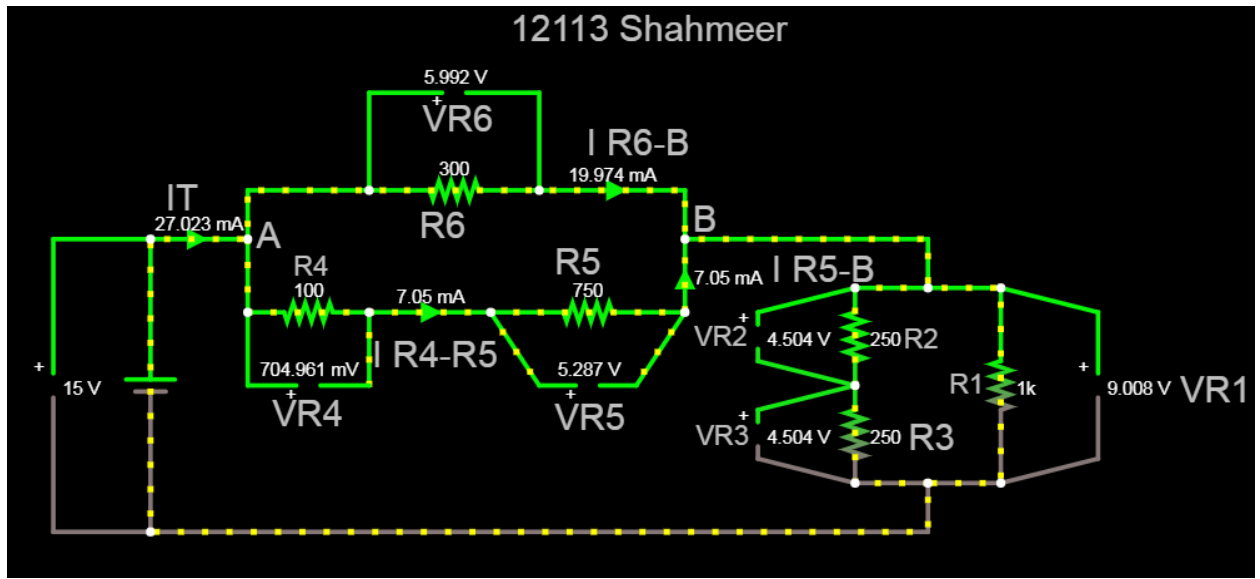 12113 Shahmeer
5.992 V
+
VR6
I R6-B
300
19.974 mA
R6
IT
27.023 mA
A
B
R4
100
7.05 mA
R5
750
I R5-B
7.05 mA
I R4-R5
+
15 V
704.961 mV
+
VR4
5.287 V
+
VR5
+
VR2
4.504 V
250
R2
+
VR3
4.504 V
250
R3
R1
1k
+
9.008 V
VR1